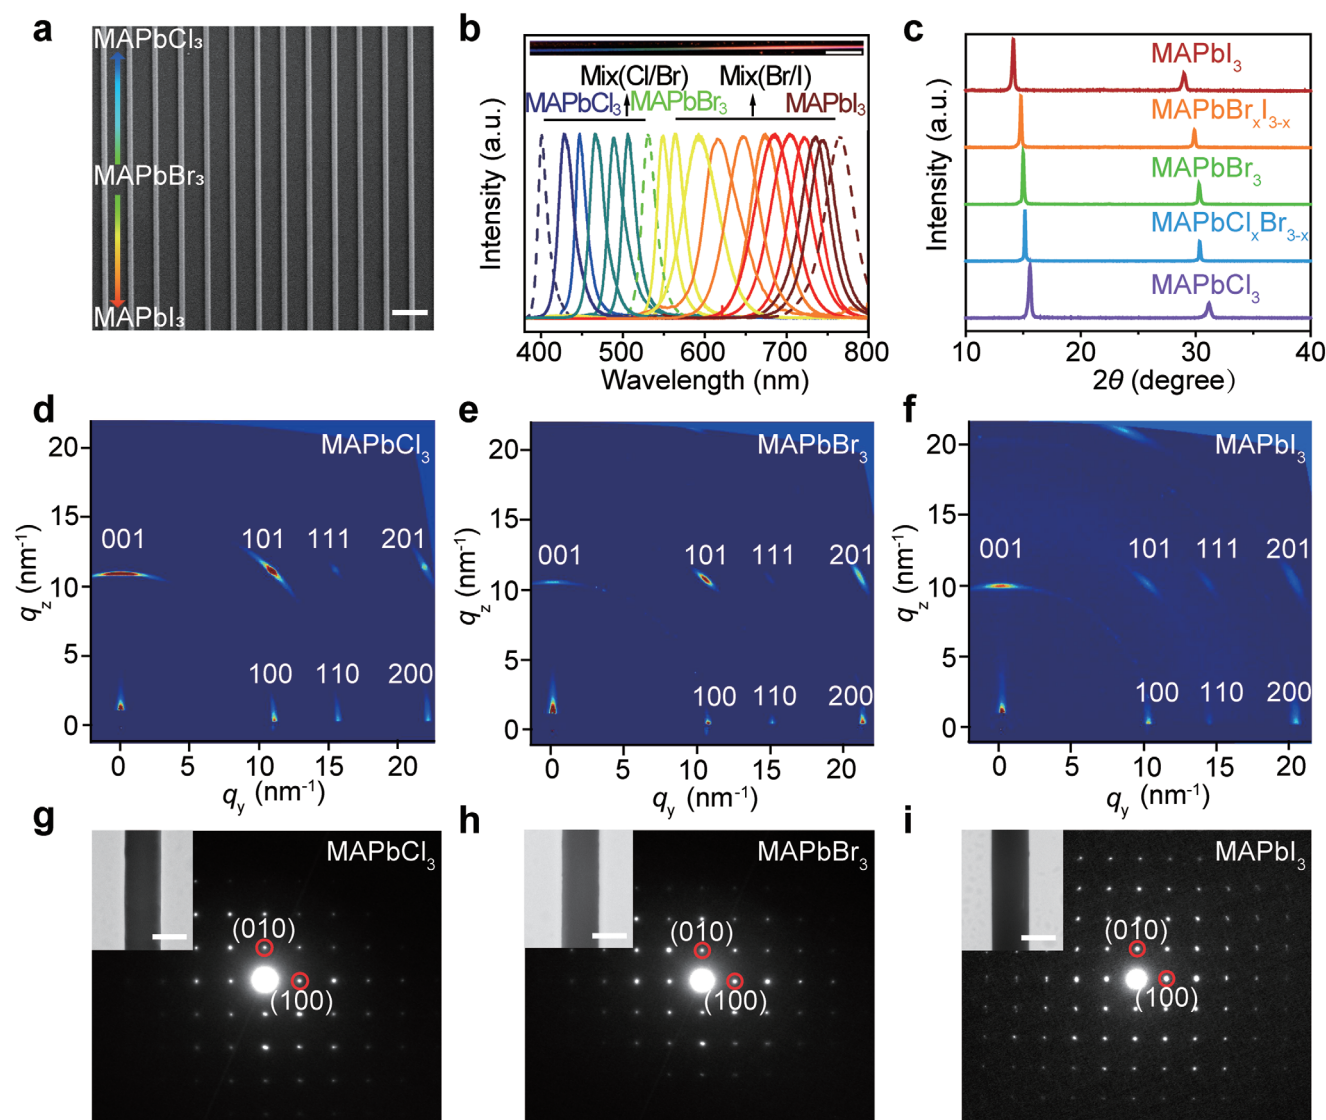 a
MAPbCl₃
MAPbBr₃
MAPbI₃
b
Mix(Cl/Br) Mix(Br/I)
MAPbCl₃ MAPbBr₃ MAPbI₃
Intensity (a.u.)
400 500 600 700 800
Wavelength (nm)
c
MAPbI₃
MAPbBrₓI₃₋ₓ
MAPbBr₃
MAPbClₓBr₃₋ₓ
MAPbCl₃
Intensity (a.u.)
10 20 30 40
2θ (degree)
d
MAPbCl₃
20
15
10
5
0
qz (nm⁻¹)
001 101 111 201
100 110 200
0 5 10 15 20
qy (nm⁻¹)
e
MAPbBr₃
20
15
10
5
0
qz (nm⁻¹)
001 101 111 201
100 110 200
0 5 10 15 20
qy (nm⁻¹)
f
MAPbI₃
20
15
10
5
0
qz (nm⁻¹)
001 101 111 201
100 110 200
0 5 10 15 20
qy (nm⁻¹)
g
MAPbCl₃
(010)
(100)
h
MAPbBr₃
(010)
(100)
i
MAPbI₃
(010)
(100)